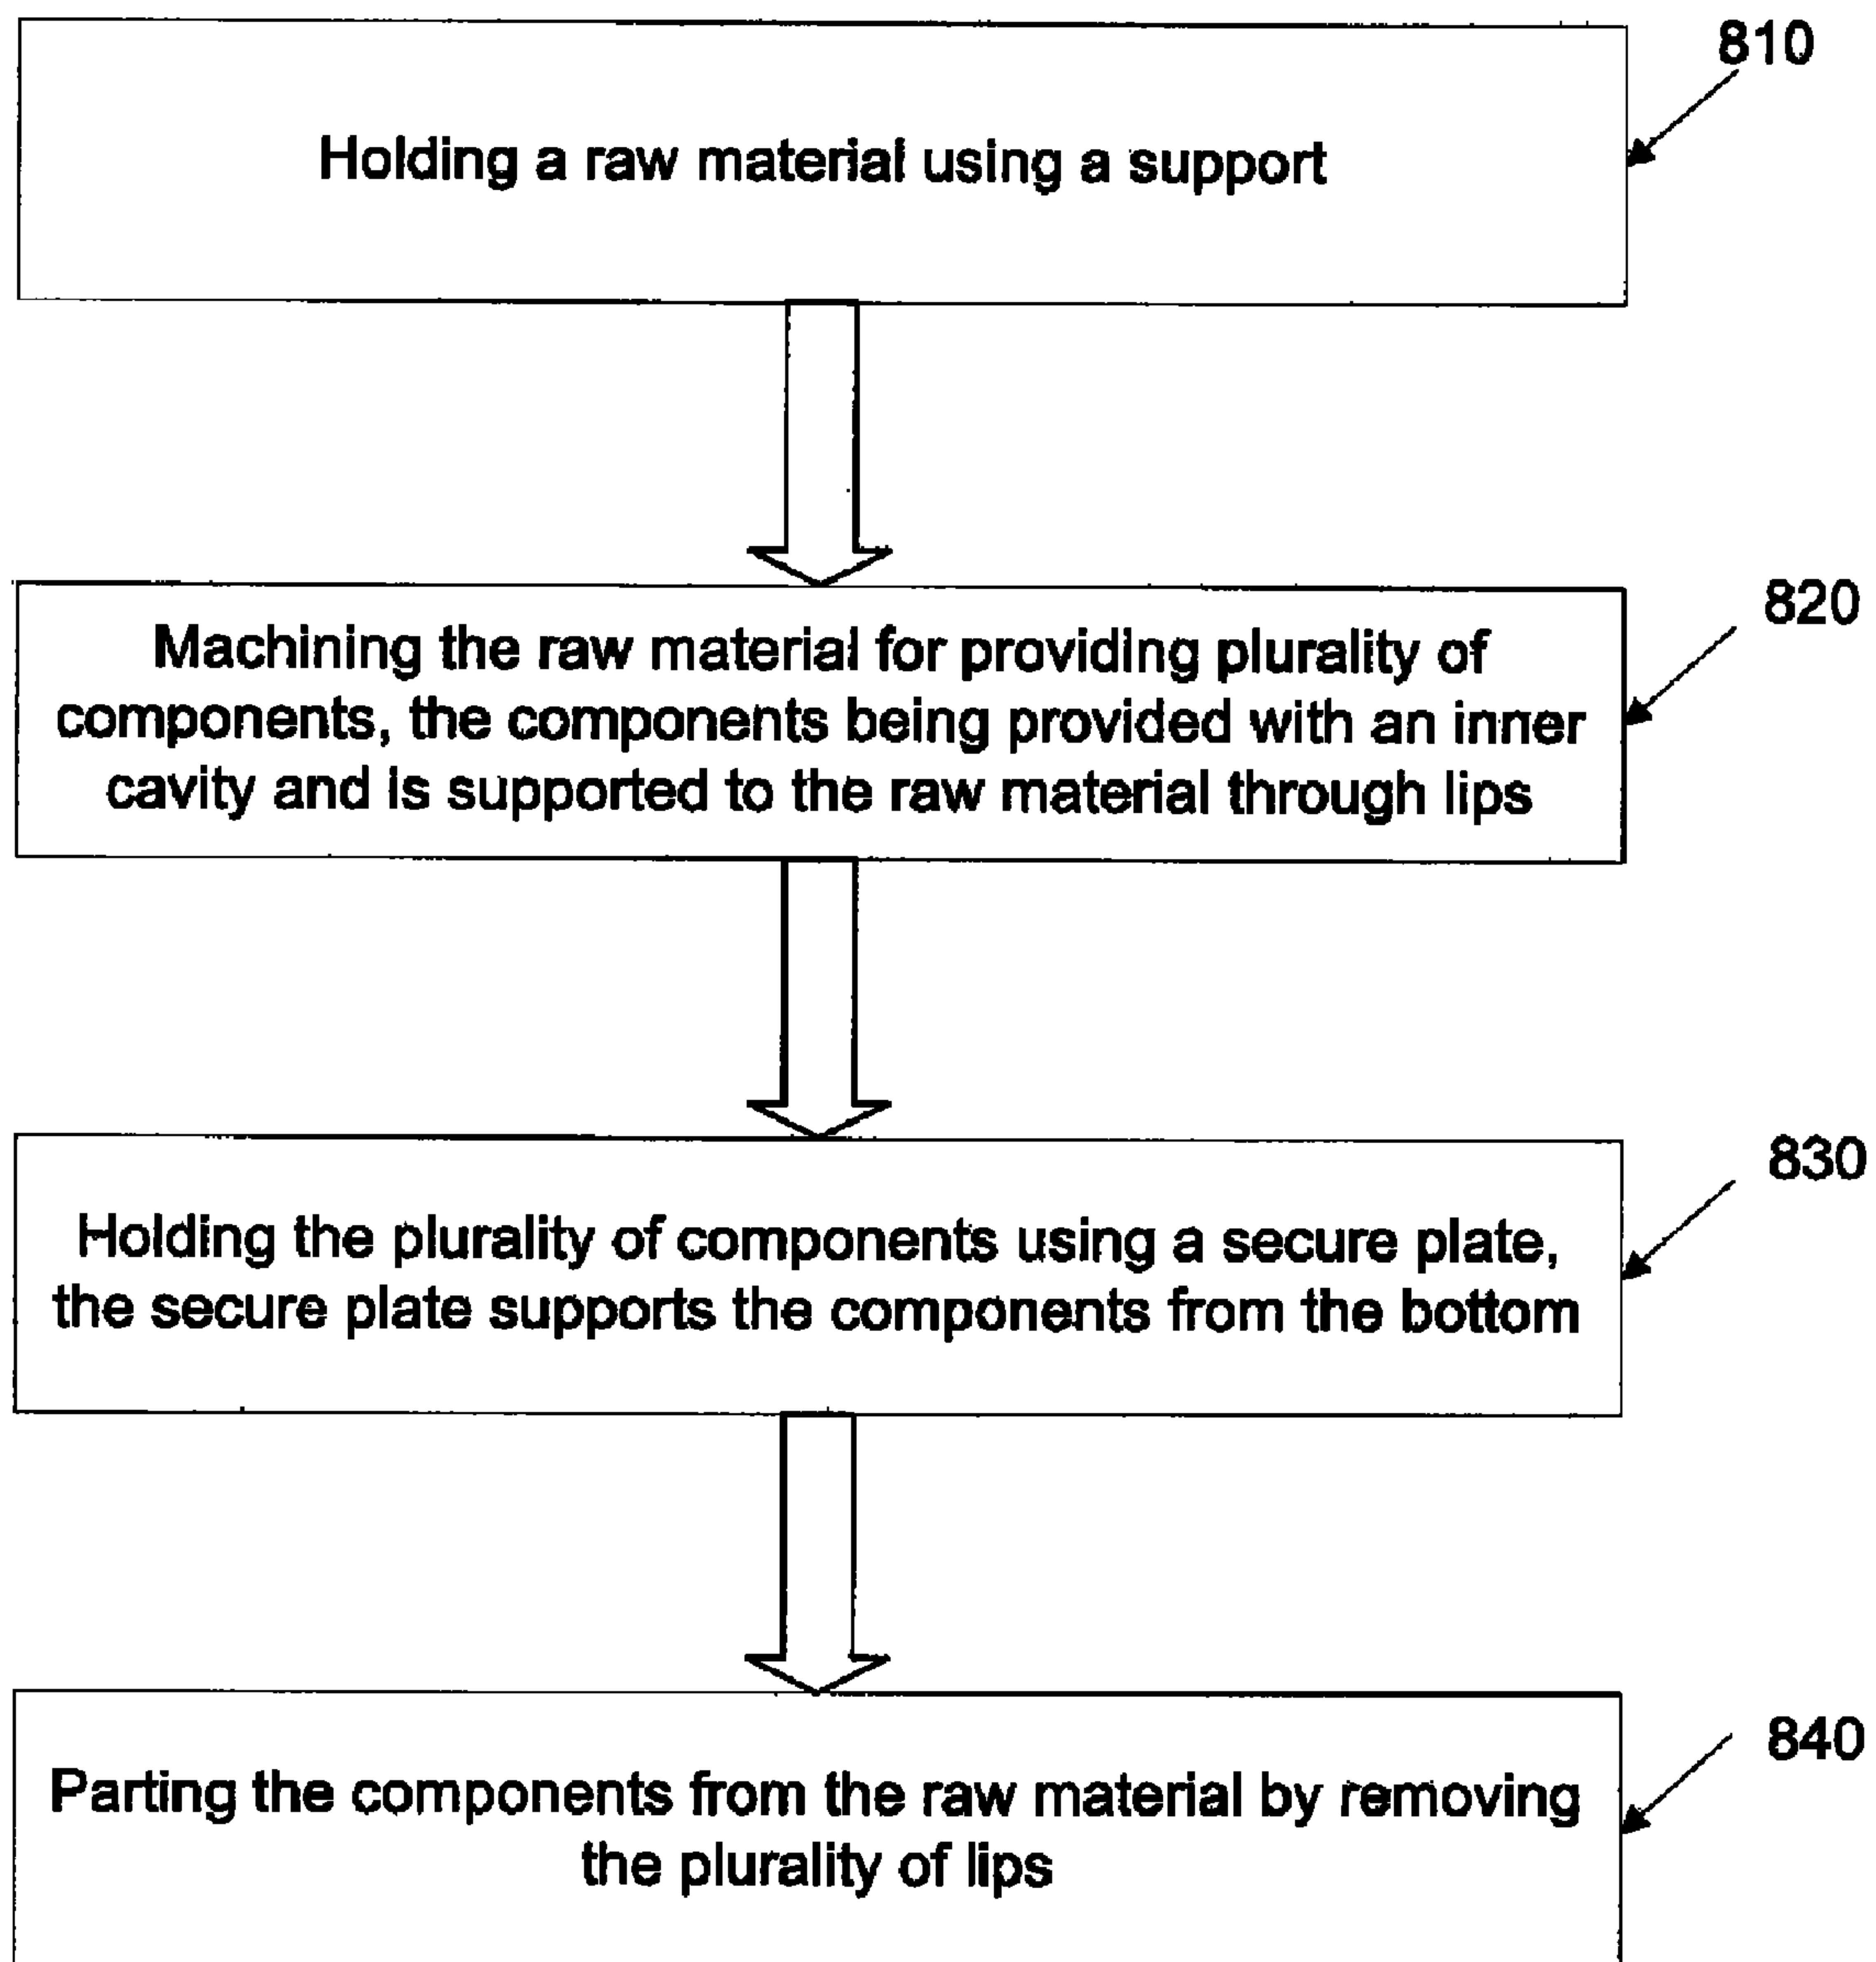 810
Holding a raw material using a support
820
Machining the raw material for providing plurality of
components, the components being provided with an inner
cavity and is supported to the raw material through lips
830
Holding the plurality of components using a secure plate,
the secure plate supports the components from the bottom
840
Parting the components from the raw material by removing
the plurality of lips